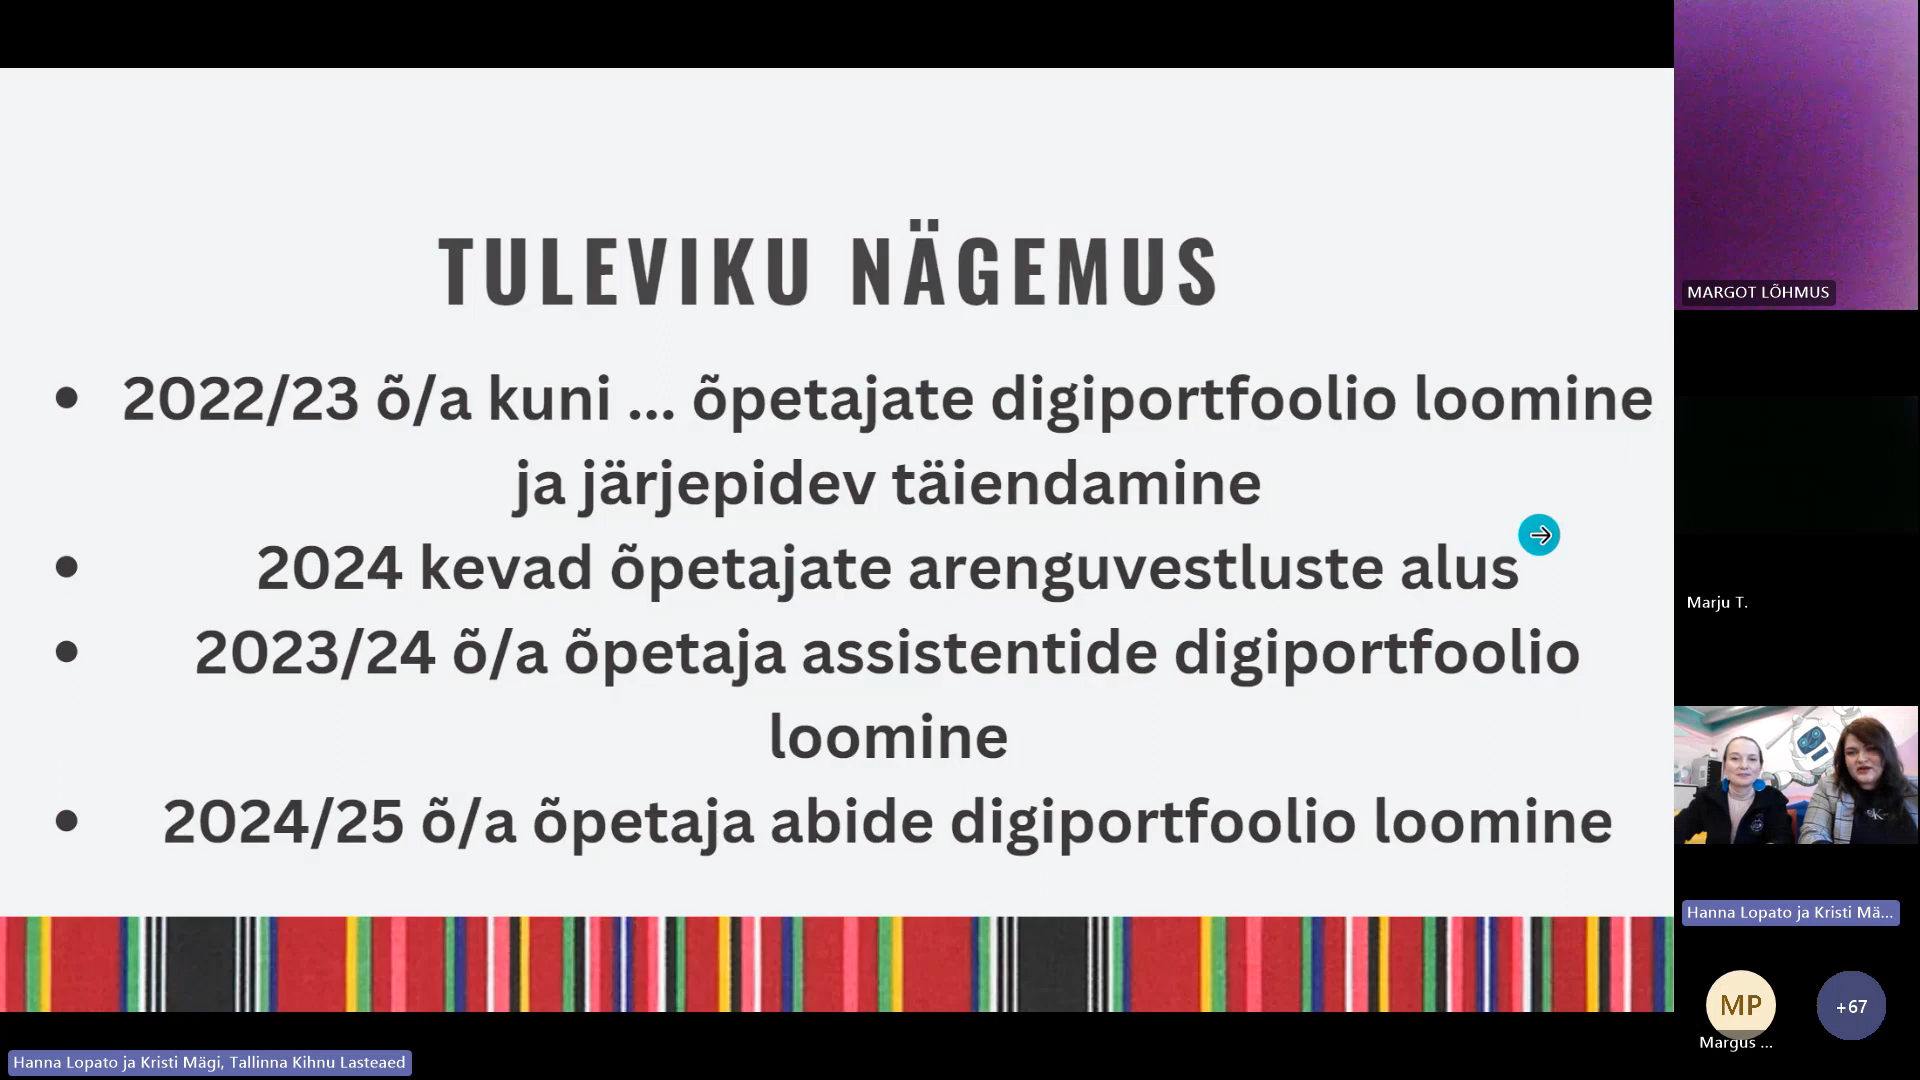 TULEVIKU NÄGEMUS
• 2022/23 õ/a kuni ... õpetajate digiportfoolio loomine
ja järjepidev täiendamine
• 2024 kevad õpetajate arenguvestluste alus
• 2023/24 õ/a õpetaja assistentide digiportfoolio
loomine
• 2024/25 õ/a õpetaja abide digiportfoolio loomine
Hanna Lopato ja Kristi Mägi, Tallinna Kihnu Lasteaed
MARGOT LÕHMUS
Marju T.
Hanna Lopato ja Kristi Mä...
MP
+67
Margus ...